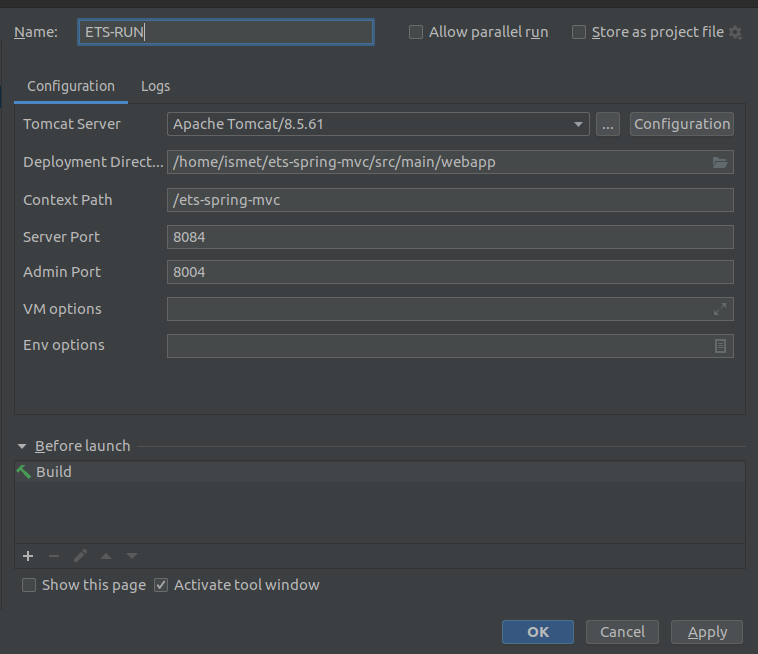 Name: ETS-RUN Allow parallel run Store as project file
Configuration Logs
Tomcat Server Apache Tomcat/8.5.61 ... Configuration
Deployment Direct... /home/ismet/ets-spring-mvc/src/main/webapp
Context Path /ets-spring-mvc
Server Port 8084
Admin Port 8004
VM options
Env options
Before launch
Build
Show this page Activate tool window
OK Cancel Apply